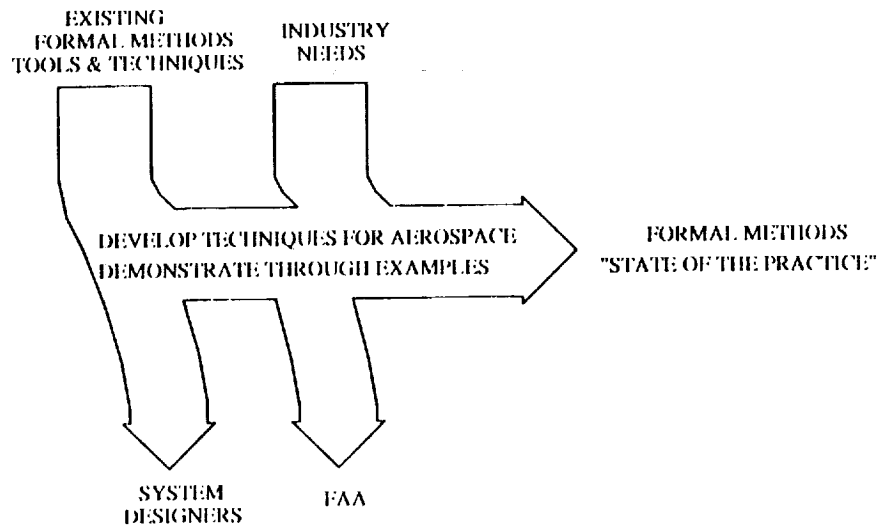 EXISTING
FORMAL METHODS
TOOLS & TECHNIQUES
INDUSTRY
NEEDS
DEVELOP TECHNIQUES FOR AEROSPACE
DEMONSTRATE THROUGH EXAMPLES
FORMAL METHODS
"STATE OF THE PRACTICE"
SYSTEM
DESIGNERS
FAA